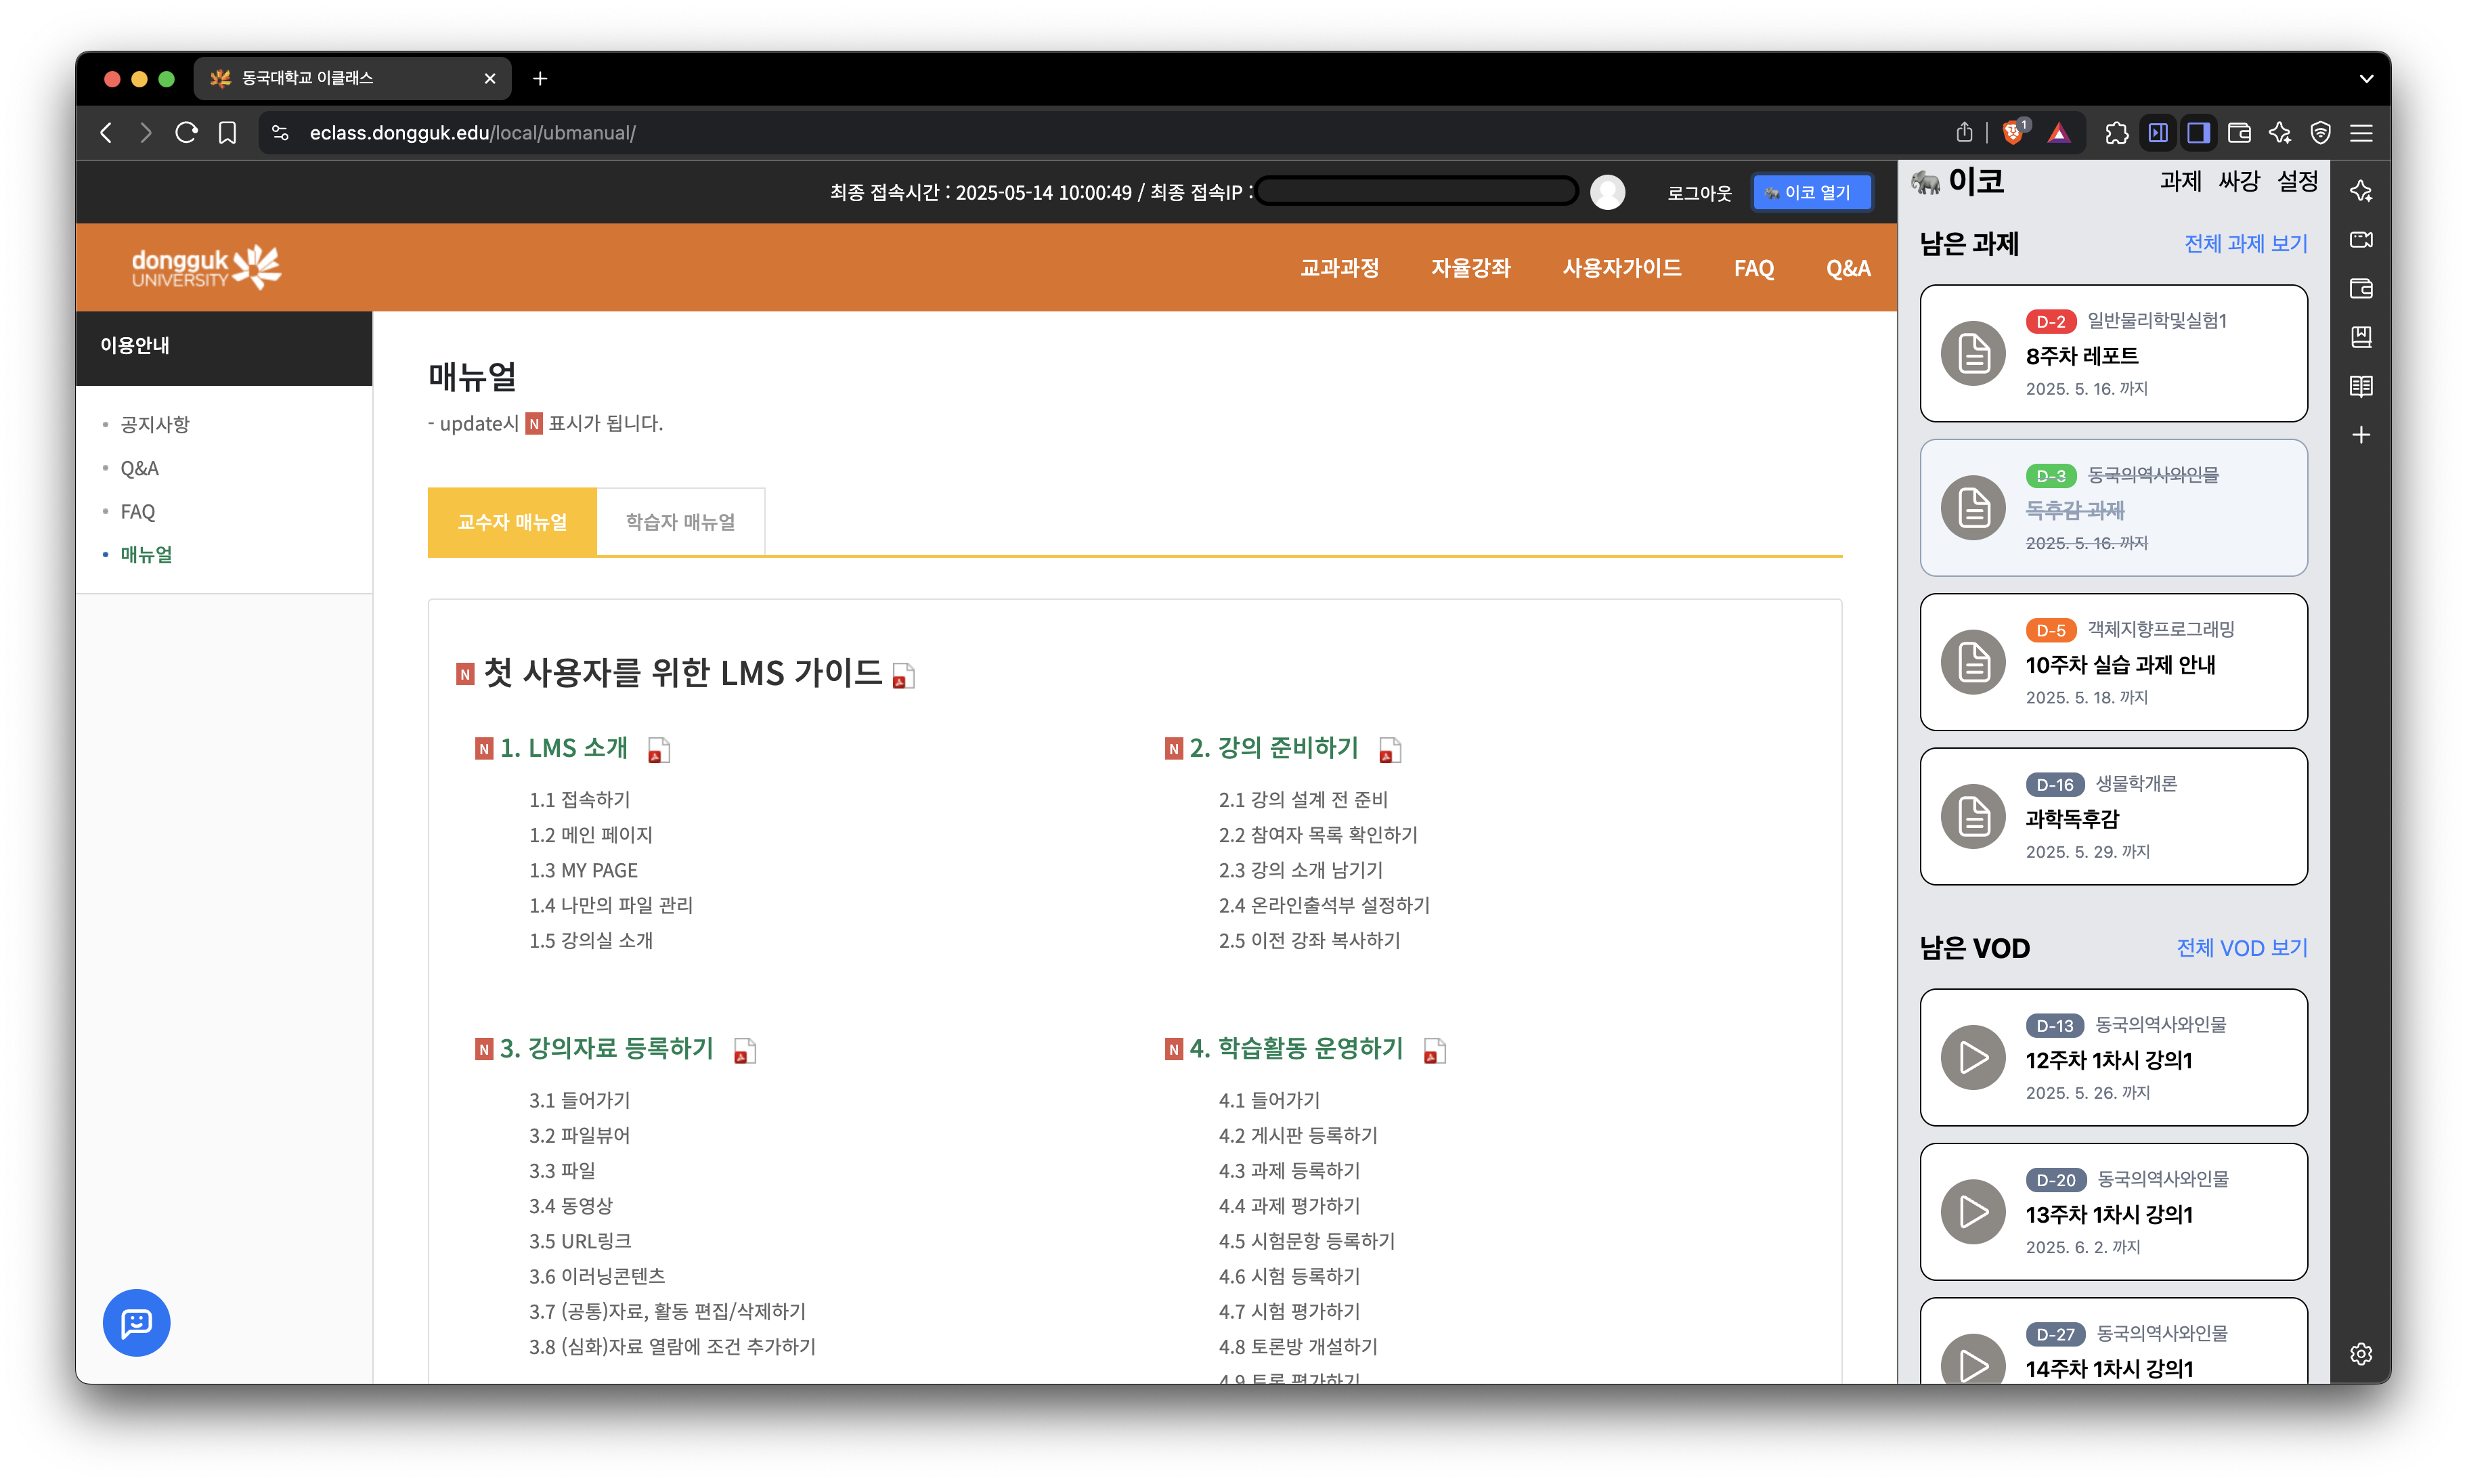 동국대학교 이클래스
eclass.dongguk.edu/local/ubmanual/
1
최종 접속시간 : 2025-05-14 10:00:49 / 최종 접속IP :
로그아웃
이코 열기
dongguk
UNIVERSITY
교과과정
자율강좌
사용자가이드
FAQ
Q&A
이용안내
공지사항
Q&A
FAQ
매뉴얼
매뉴얼
- update시 N 표시가 됩니다.
교수자 매뉴얼
학습자 매뉴얼
N 첫 사용자를 위한 LMS 가이드
N 1. LMS 소개
1.1 접속하기
1.2 메인 페이지
1.3 MY PAGE
1.4 나만의 파일 관리
1.5 강의실 소개
N 2. 강의 준비하기
2.1 강의 설계 전 준비
2.2 참여자 목록 확인하기
2.3 강의 소개 남기기
2.4 온라인출석부 설정하기
2.5 이전 강좌 복사하기
N 3. 강의자료 등록하기
3.1 들어가기
3.2 파일뷰어
3.3 파일
3.4 동영상
3.5 URL링크
3.6 이러닝콘텐츠
3.7 (공통)자료, 활동 편집/삭제하기
3.8 (심화)자료 열람에 조건 추가하기
N 4. 학습활동 운영하기
4.1 들어가기
4.2 게시판 등록하기
4.3 과제 등록하기
4.4 과제 평가하기
4.5 시험문항 등록하기
4.6 시험 등록하기
4.7 시험 평가하기
4.8 토론방 개설하기
4.9 토론 평가하기
이코
과제 싸강 설정
남은 과제
전체 과제 보기
D-2 일반물리학및실험1
8주차 레포트
2025. 5. 16. 까지
D-3 동국의역사와인물
독후감 과제
2025. 5. 16. 까지
D-5 객체지향프로그래밍
10주차 실습 과제 안내
2025. 5. 18. 까지
D-16 생물학개론
과학독후감
2025. 5. 29. 까지
남은 VOD
전체 VOD 보기
D-13 동국의역사와인물
12주차 1차시 강의1
2025. 5. 26. 까지
D-20 동국의역사와인물
13주차 1차시 강의1
2025. 6. 2. 까지
D-27 동국의역사와인물
14주차 1차시 강의1